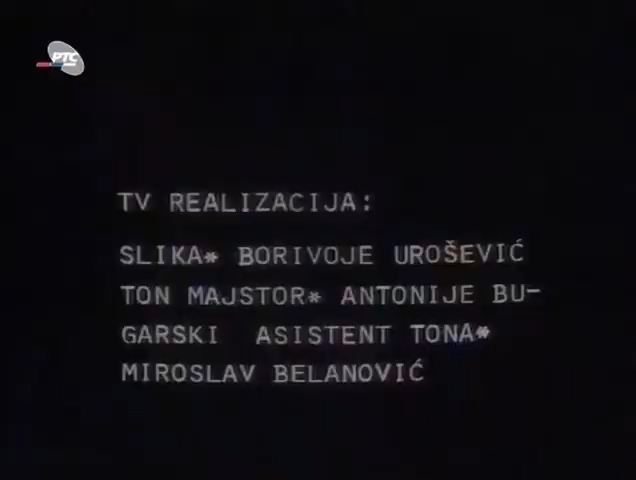 РТС
TV REALIZACIJA:
SLIKA* BORIVOJE UROŠEVIĆ
TON MAJSTOR* ANTONIJE BU-
GARSKI ASISTENT TONA*
MIROSLAV BELANOVIĆ